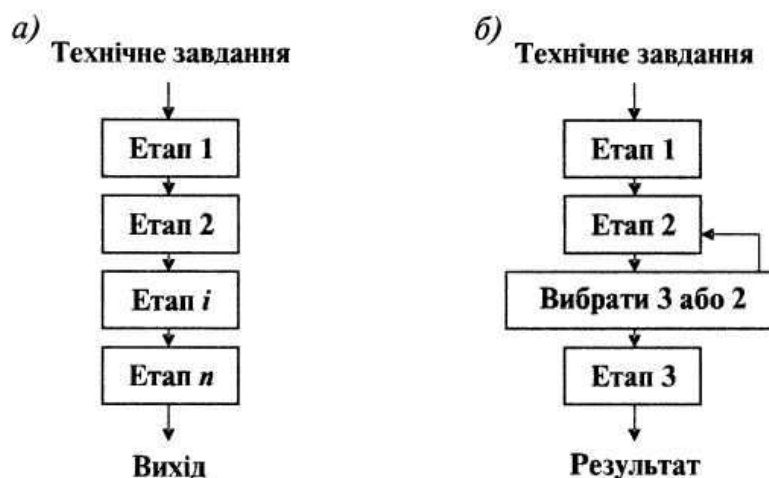 а)
Технічне завдання
Етап 1
Етап 2
Етап i
Етап n
Вихід
б)
Технічне завдання
Етап 1
Етап 2
Вибрати 3 або 2
Етап 3
Результат